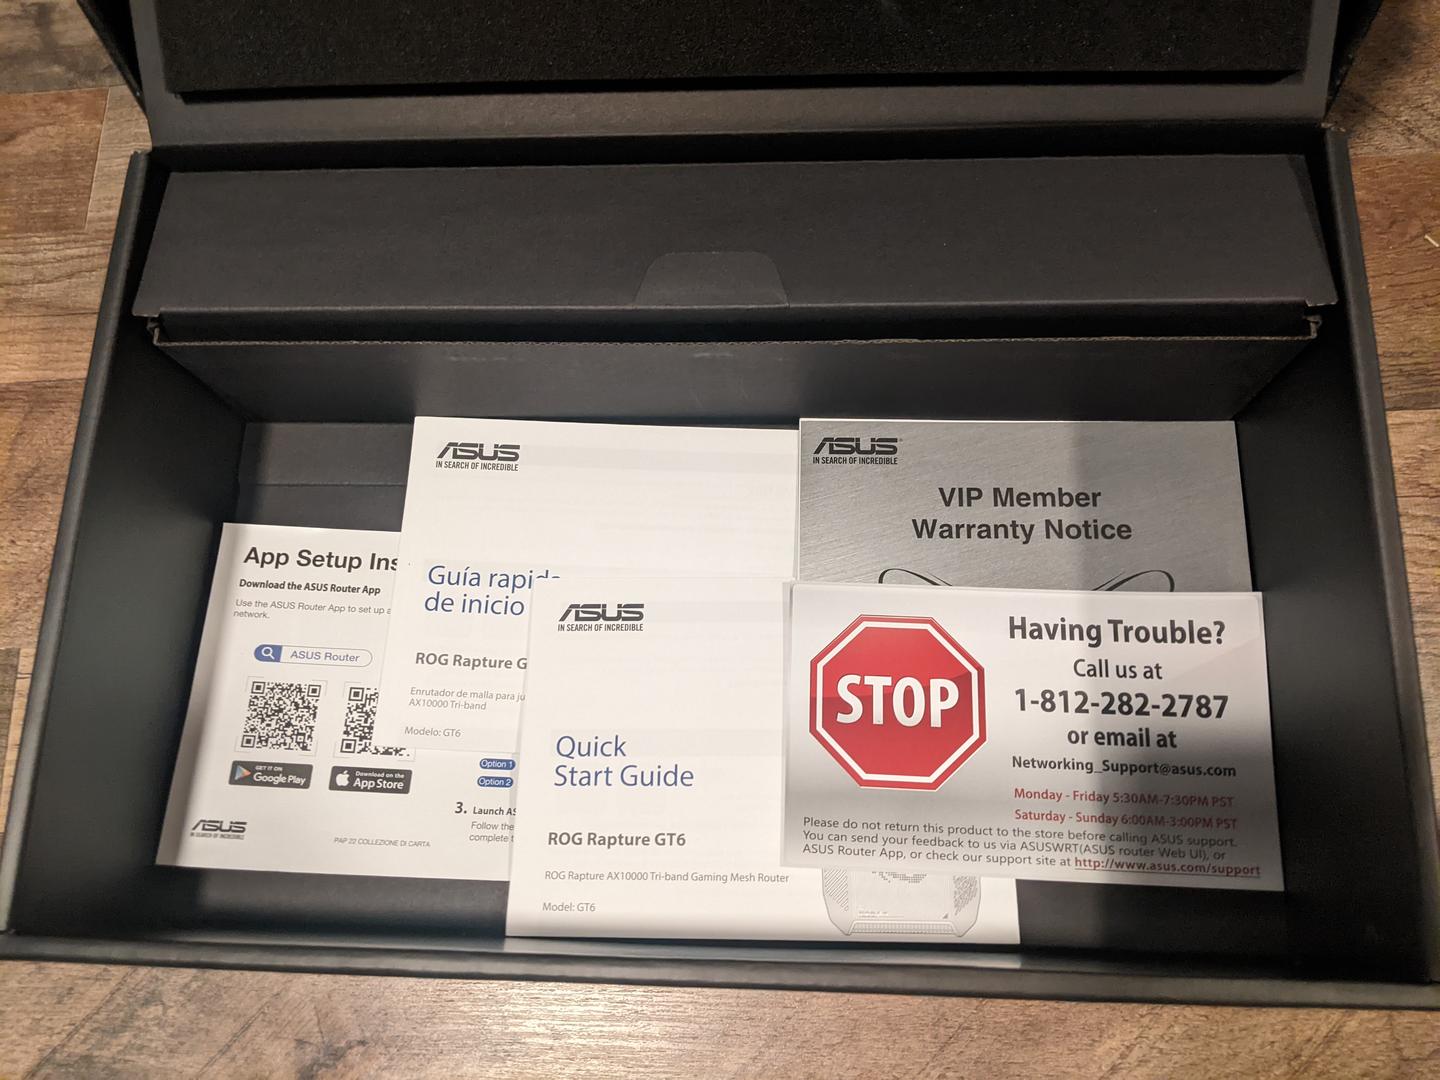 ASUS
IN SEARCH OF INCREDIBLE
VIP Member
Warranty Notice
App Setup
Download the ASUS Router App
Use the ASUS Router App to set up
network.
ASUS Router
GET IT ON
Google Play
Download on the
App Store
ASUS
IN SEARCH OF INCREDIBLE
PAP 22 COLLEZIONE DI CARTA
Option 1
Option 2
3. Launch
Follow the
complete
ASUS
IN SEARCH OF INCREDIBLE
Guía
de inicio
ROG Rapture
Enrutador de malla para
AX10000 Tri-band
Modelo: GT6
ASUS
IN SEARCH OF INCREDIBLE
Quick
Start Guide
ROG Rapture GT6
ROG Rapture AX10000 Tri-band Gaming Mesh Router
Model: GT6
STOP
Having Trouble?
Call us at
1-812-282-2787
or email at
Networking_Support@asus.com
Monday - Friday 5:30AM-7:30PM PST
Saturday - Sunday 6:00AM-3:00PM PST
Please do not return this product to the store before calling ASUS support.
You can send your feedback to us via ASUSWRT(ASUS router Web UI), or
ASUS Router App, or check our support site at http://www.asus.com/support